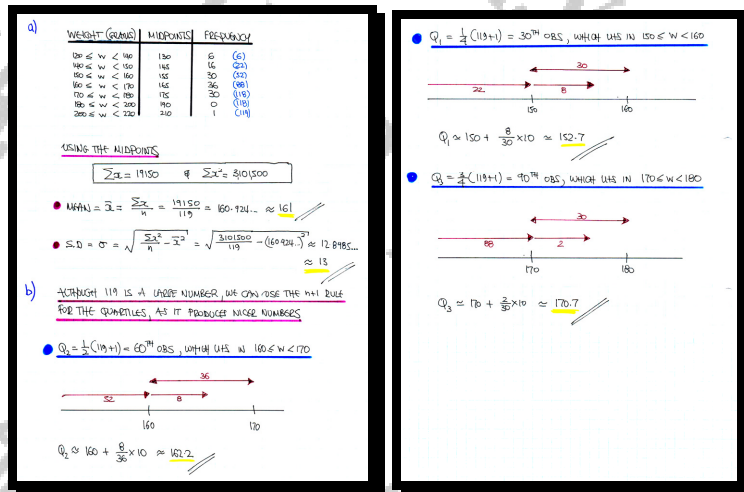 a)
WEIGHT (GRAMS) MIDPOINTS FREQUENCY
120 ≤ w < 140 130 6 (6)
140 ≤ w < 150 145 16 (22)
150 ≤ w < 160 155 30 (52)
160 ≤ w < 170 165 36 (88)
170 ≤ w < 180 175 30 (118)
180 ≤ w < 200 190 0 (118)
200 ≤ w < 220 210 1 (119)
USING THE MIDPOINTS
Σx = 19150 & Σx² = 3101500
MEAN = x̄ = Σx/n = 19150/119 = 160.924... ≈ 161
S.D = σ = √(Σx²/n − x̄²) = √(3101500/119 − (160.924...)²) ≈ 12.8985...
≈ 13
b)
ALTHOUGH 119 IS A LARGE NUMBER, WE CAN USE THE n+1 RULE
FOR THE QUARTILES, AS IT PRODUCES NICER NUMBERS
Q₂ = 1/2(119+1) = 60TH OBS, WHICH LIES IN 160 ≤ w < 170
36
52 8
160 170
Q₂ ≈ 160 + 8/36 × 10 ≈ 162.2
Q₁ = 1/4(119+1) = 30TH OBS, WHICH LIES IN 150 ≤ w < 160
30
22 8
150 160
Q₁ ≈ 150 + 8/30 × 10 ≈ 152.7
Q₃ = 3/4(119+1) = 90TH OBS, WHICH LIES IN 170 ≤ w < 180
30
88 2
170 180
Q₃ ≈ 170 + 2/30 × 10 ≈ 170.7